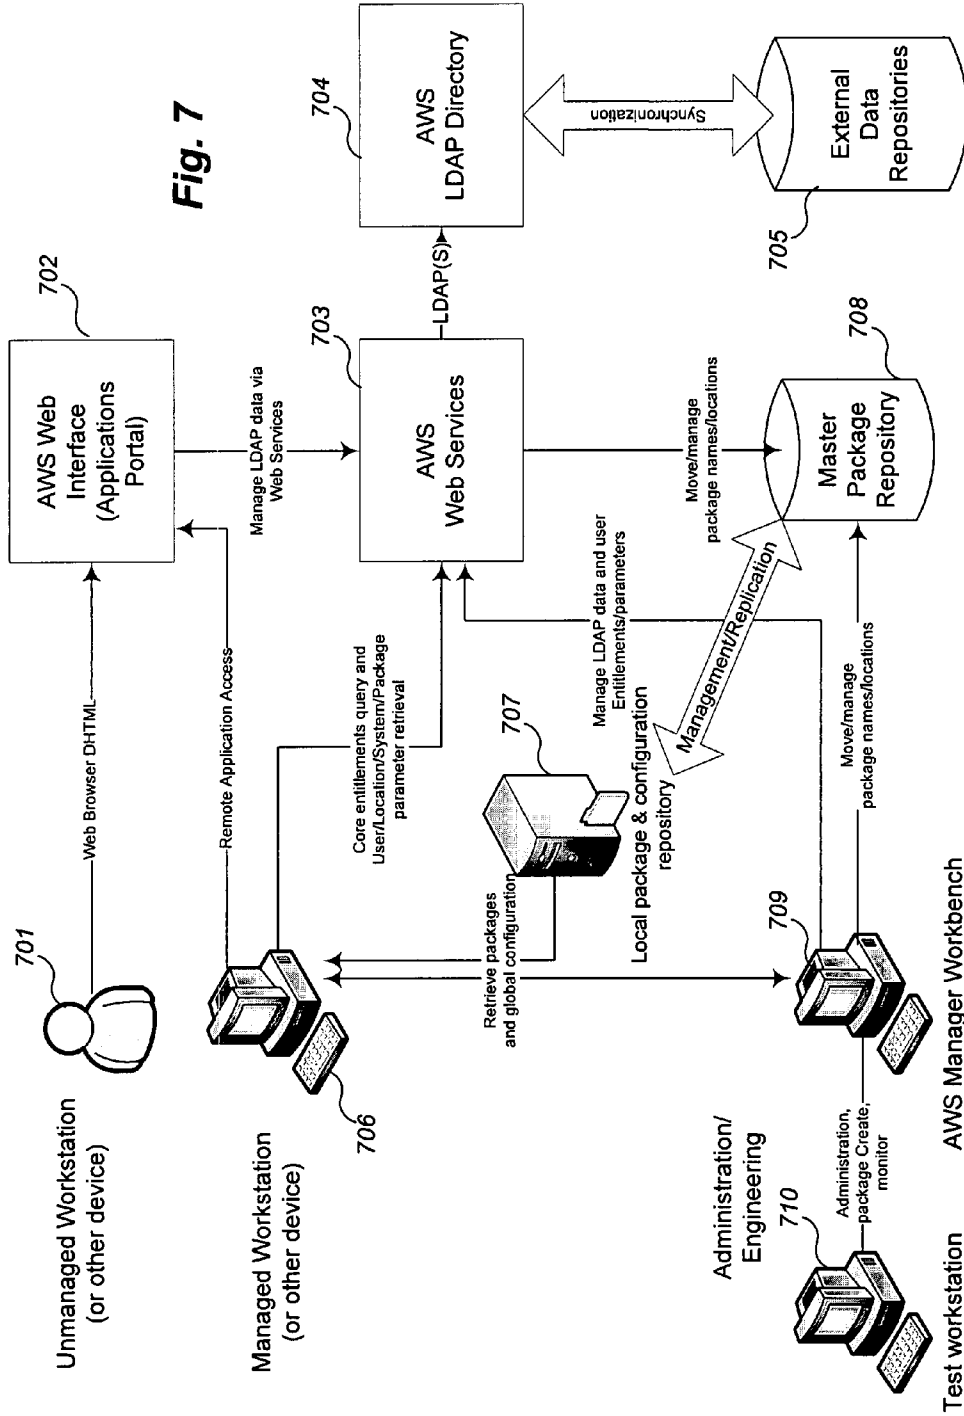 Fig. 7
Unmanaged Workstation
(or other device)
701
Web Browser DHTML
AWS Web
Interface
(Applications
Portal)
702
Managed Workstation
(or other device)
706
Remote Application Access
Manage LDAP data via
Web Services
Core entitlements query and
User/Location/System/Package
parameter retrieval
703
AWS
Web Services
LDAP(S)
704
AWS
LDAP Directory
Synchronization
705
External
Data
Repositories
Retrieve packages
and global configuration
707
Local package & configuration
repository
Management/Replication
Manage LDAP data and user
Entitlements/parameters
Move/manage
package names/locations
708
Master
Package
Repository
Move/manage
package names/locations
Administration/
Engineering
710
Administration,
package Create,
monitor
709
Test workstation
AWS Manager Workbench